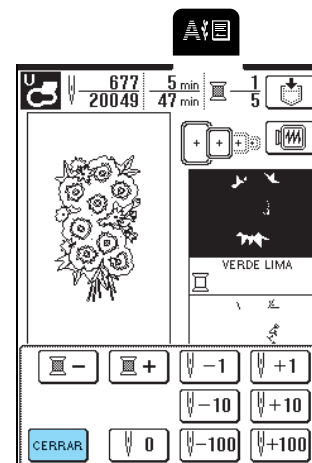 A
U
677 5 min 1
20049 47 min 5
VERDE LIMA
− + −1 +1
−10 +10
CERRAR 0 −100 +100